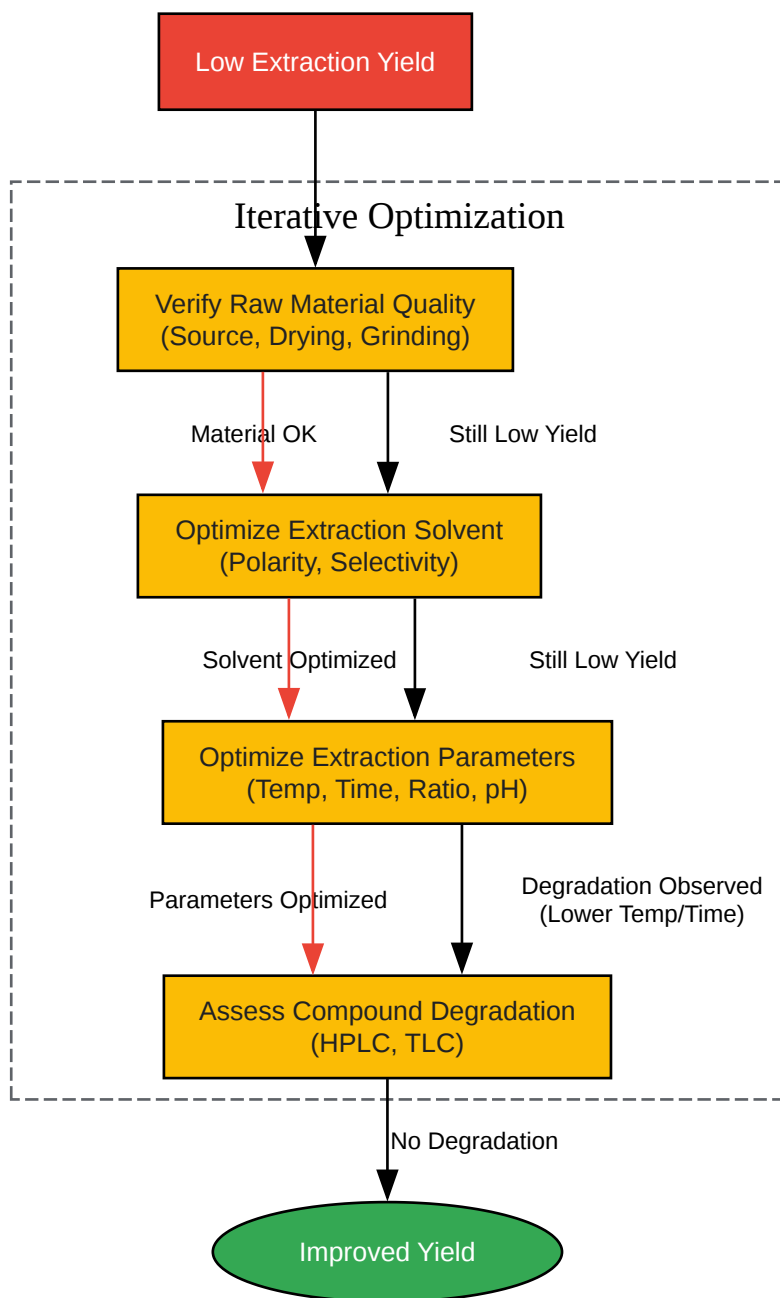 Low Extraction Yield
Iterative Optimization
Verify Raw Material Quality
(Source, Drying, Grinding)
Material OK
Still Low Yield
Optimize Extraction Solvent
(Polarity, Selectivity)
Solvent Optimized
Still Low Yield
Optimize Extraction Parameters
(Temp, Time, Ratio, pH)
Parameters Optimized
Degradation Observed
(Lower Temp/Time)
Assess Compound Degradation
(HPLC, TLC)
No Degradation
Improved Yield